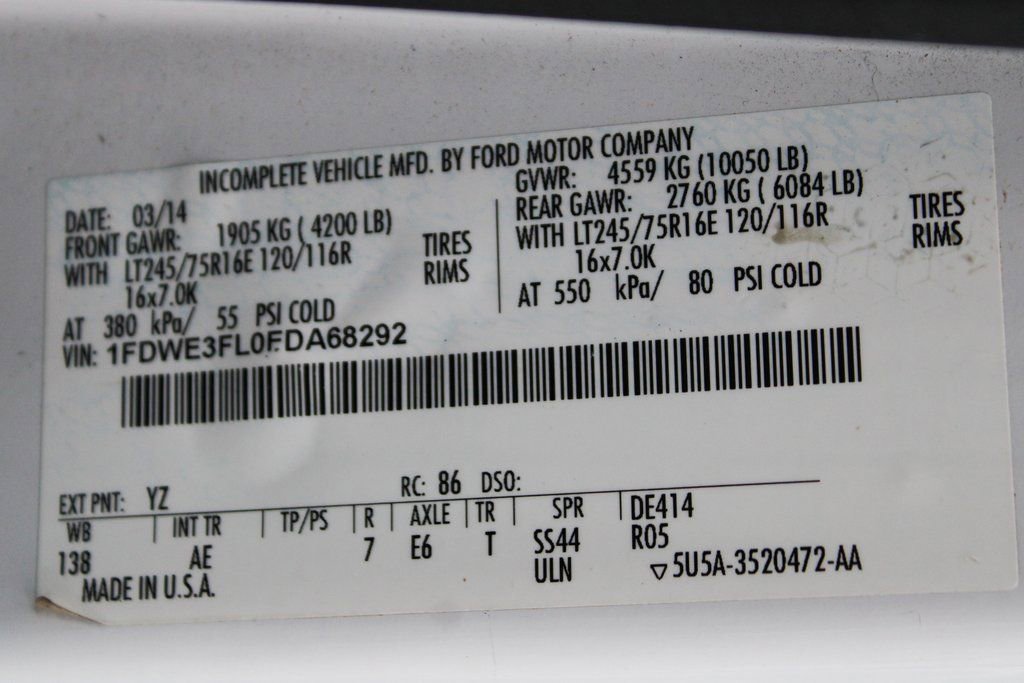 INCOMPLETE VEHICLE MFD. BY FORD MOTOR COMPANY
DATE: 03/14
FRONT GAWR: 1905 KG ( 4200 LB)
WITH LT245/75R16E 120/116R TIRES
16x7.0K RIMS
AT 380 kPa/ 55 PSI COLD
GVWR: 4559 KG (10050 LB)
REAR GAWR: 2760 KG ( 6084 LB)
WITH LT245/75R16E 120/116R TIRES
16x7.0K RIMS
AT 550 kPa/ 80 PSI COLD
VIN: 1FDWE3FL0FDA68292
EXT PNT: YZ RC: 86 DSO:
WB INT TR TP/PS R AXLE TR SPR DE414
138 AE 7 E6 T SS44 R05
ULN ▽5U5A-3520472-AA
MADE IN U.S.A.